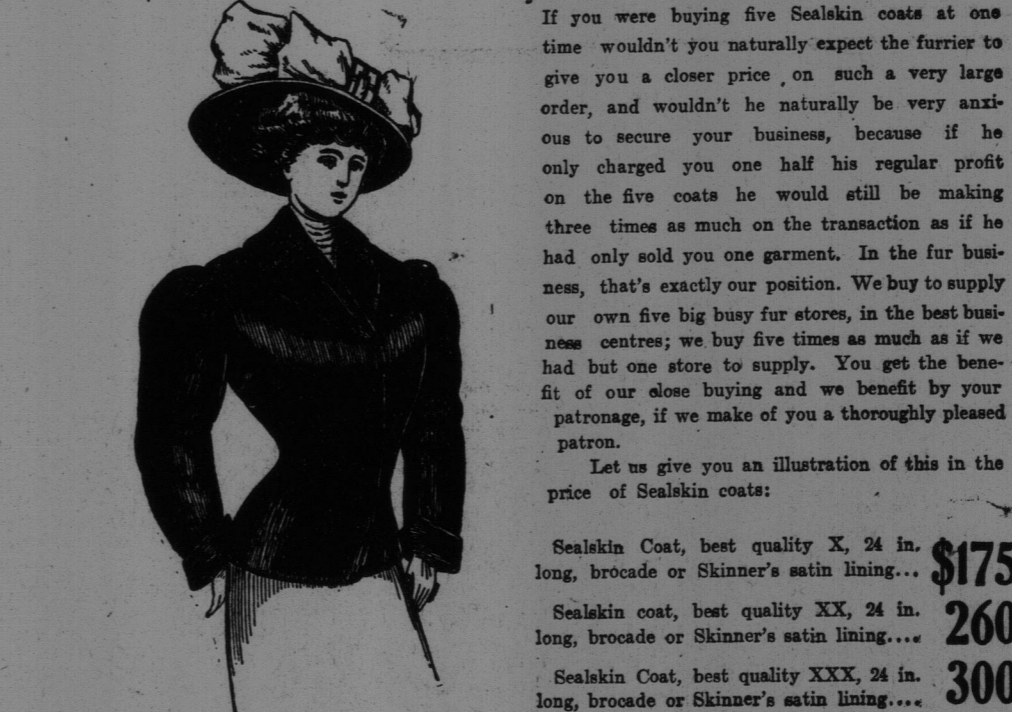 If you were buying five Sealskin coats at one
time wouldn't you naturally expect the furrier to
give you a closer price on such a very large
order, and wouldn't he naturally be very anxi-
ous to secure your business, because if he
only charged you one half his regular profit
on the five coats he would still be making
three times as much on the transaction as if he
had only sold you one garment. In the fur busi-
ness, that's exactly our position. We buy to supply
our own five big busy fur stores, in the best busi-
ness centres; we buy five times as much as if we
had but one store to supply. You get the bene-
fit of our close buying and we benefit by your
patronage, if we make of you a thoroughly pleased
patron.
Let us give you an illustration of this in the
price of Sealskin coats:
Sealskin Coat, best quality X, 24 in.
long, brocade or Skinner's satin lining... $175
Sealskin coat, best quality XX, 24 in.
long, brocade or Skinner's satin lining.... 260
Sealskin Coat, best quality XXX, 24 in.
long, brocade or Skinner's satin lining.... 300